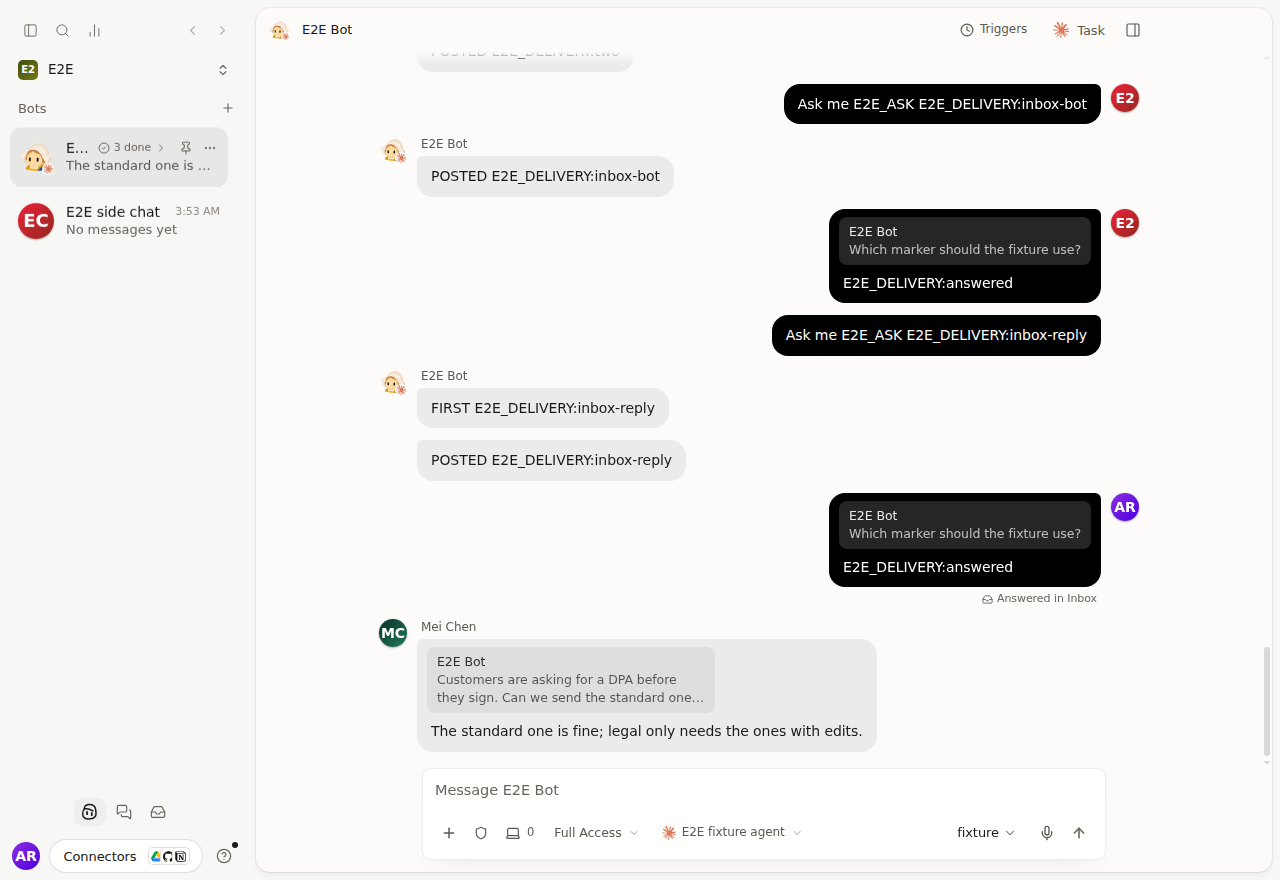 E2E Bot
Triggers
Task
E2 E2E
Bots
E... 3 done
The standard one is ...
EC
E2E side chat 3:53 AM
No messages yet
AR
Connectors
POSTED E2E_DELIVERY:two
Ask me E2E_ASK E2E_DELIVERY:inbox-bot
E2
E2E Bot
POSTED E2E_DELIVERY:inbox-bot
E2E Bot
Which marker should the fixture use?
E2E_DELIVERY:answered
E2
Ask me E2E_ASK E2E_DELIVERY:inbox-reply
E2E Bot
FIRST E2E_DELIVERY:inbox-reply
POSTED E2E_DELIVERY:inbox-reply
E2E Bot
Which marker should the fixture use?
E2E_DELIVERY:answered
AR
Answered in Inbox
MC
Mei Chen
E2E Bot
Customers are asking for a DPA before
they sign. Can we send the standard one...
The standard one is fine; legal only needs the ones with edits.
Message E2E Bot
0 Full Access E2E fixture agent fixture